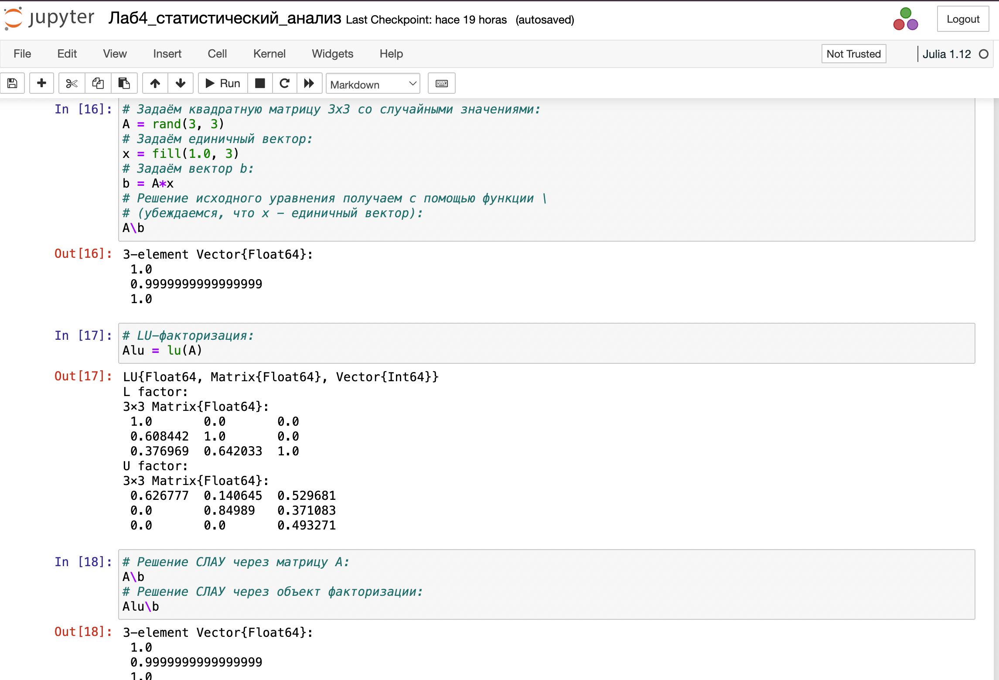 jupyter Лаб4_статистический_анализ Last Checkpoint: hace 19 horas (autosaved) Logout
File Edit View Insert Cell Kernel Widgets Help Not Trusted Julia 1.12
Run Markdown
In [16]: # Задаём квадратную матрицу 3x3 со случайными значениями:
A = rand(3, 3)
# Задаём единичный вектор:
x = fill(1.0, 3)
# Задаём вектор b:
b = A*x
# Решение исходного уравнения получаем с помощью функции \
# (убеждаемся, что x - единичный вектор):
A\b
Out[16]: 3-element Vector{Float64}:
1.0
0.9999999999999999
1.0
In [17]: # LU-факторизация:
Alu = lu(A)
Out[17]: LU{Float64, Matrix{Float64}, Vector{Int64}}
L factor:
3×3 Matrix{Float64}:
1.0 0.0 0.0
0.608442 1.0 0.0
0.376969 0.642033 1.0
U factor:
3×3 Matrix{Float64}:
0.626777 0.140645 0.529681
0.0 0.84989 0.371083
0.0 0.0 0.493271
In [18]: # Решение СЛАУ через матрицу A:
A\b
# Решение СЛАУ через объект факторизации:
Alu\b
Out[18]: 3-element Vector{Float64}:
1.0
0.9999999999999999
1.0